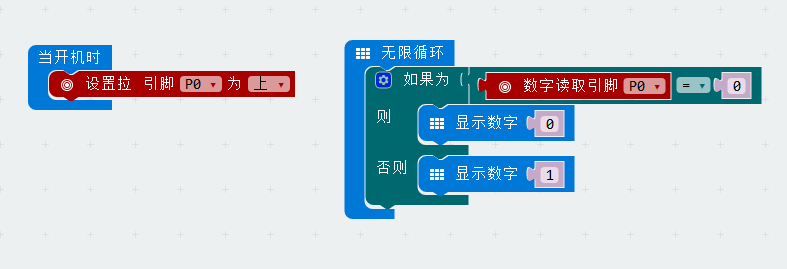 当开机时
设置拉 引脚 P0 为 上
无限循环
如果为 数字读取引脚 P0 = 0
则 显示数字 0
否则 显示数字 1